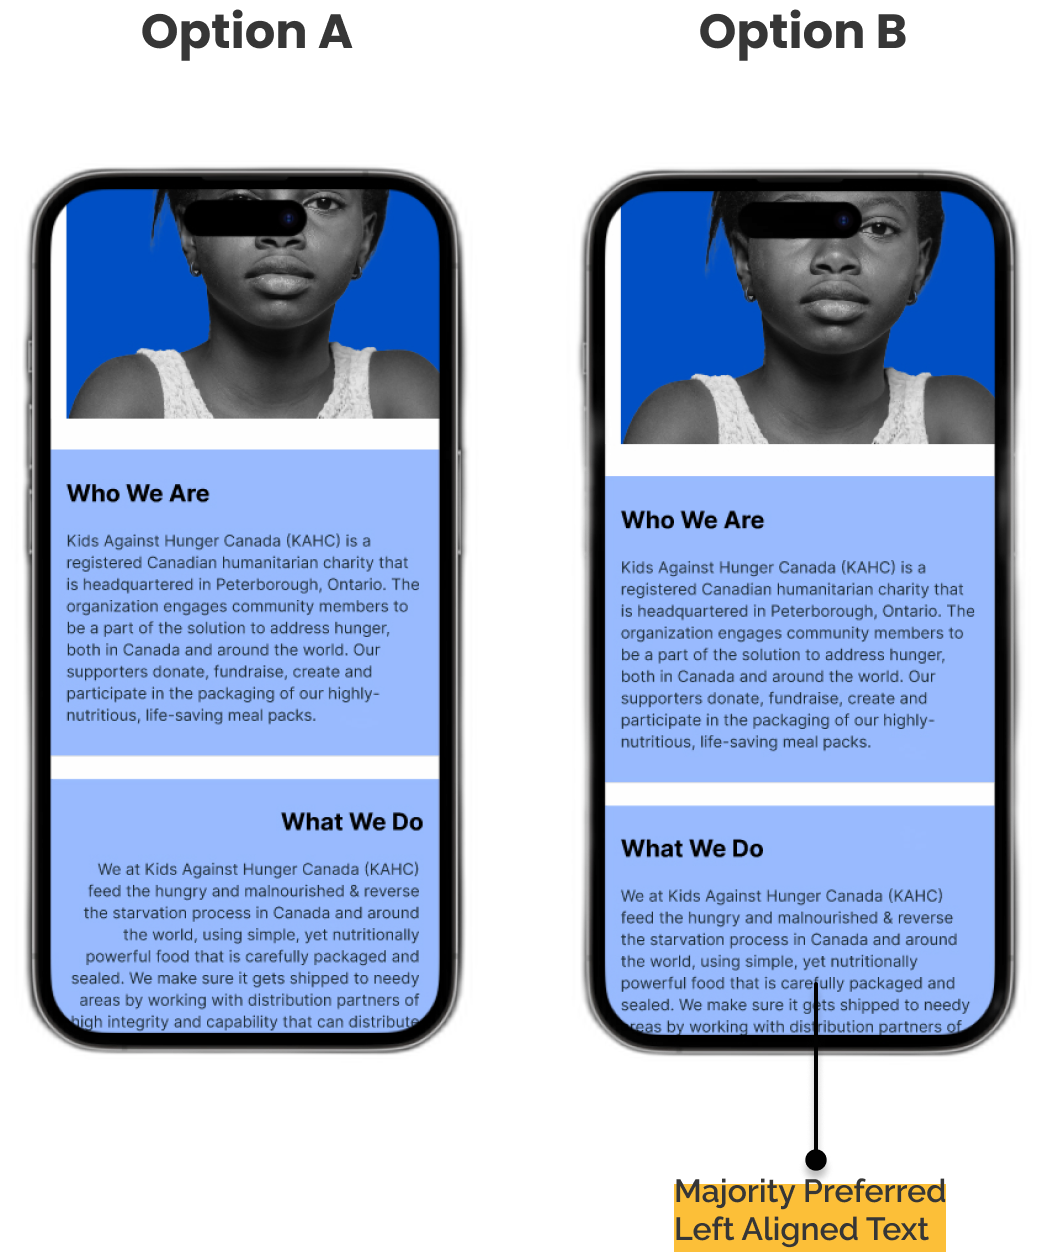 Option A
Who We Are
Kids Against Hunger Canada (KAHC) is a
registered Canadian humanitarian charity that
is headquartered in Peterborough, Ontario. The
organization engages community members to
be a part of the solution to address hunger,
both in Canada and around the world. Our
supporters donate, fundraise, create and
participate in the packaging of our highly-
nutritious, life-saving meal packs.
What We Do
We at Kids Against Hunger Canada (KAHC)
feed the hungry and malnourished & reverse
the starvation process in Canada and around
the world, using simple, yet nutritionally
powerful food that is carefully packaged and
sealed. We make sure it gets shipped to needy
areas by working with distribution partners of
high integrity and capability that can distribute
Option B
Who We Are
Kids Against Hunger Canada (KAHC) is a
registered Canadian humanitarian charity that
is headquartered in Peterborough, Ontario. The
organization engages community members to
be a part of the solution to address hunger,
both in Canada and around the world. Our
supporters donate, fundraise, create and
participate in the packaging of our highly-
nutritious, life-saving meal packs.
What We Do
We at Kids Against Hunger Canada (KAHC)
feed the hungry and malnourished & reverse
the starvation process in Canada and around
the world, using simple, yet nutritionally
powerful food that is carefully packaged and
sealed. We make sure it gets shipped to needy
areas by working with distribution partners of
Majority Preferred
Left Aligned Text